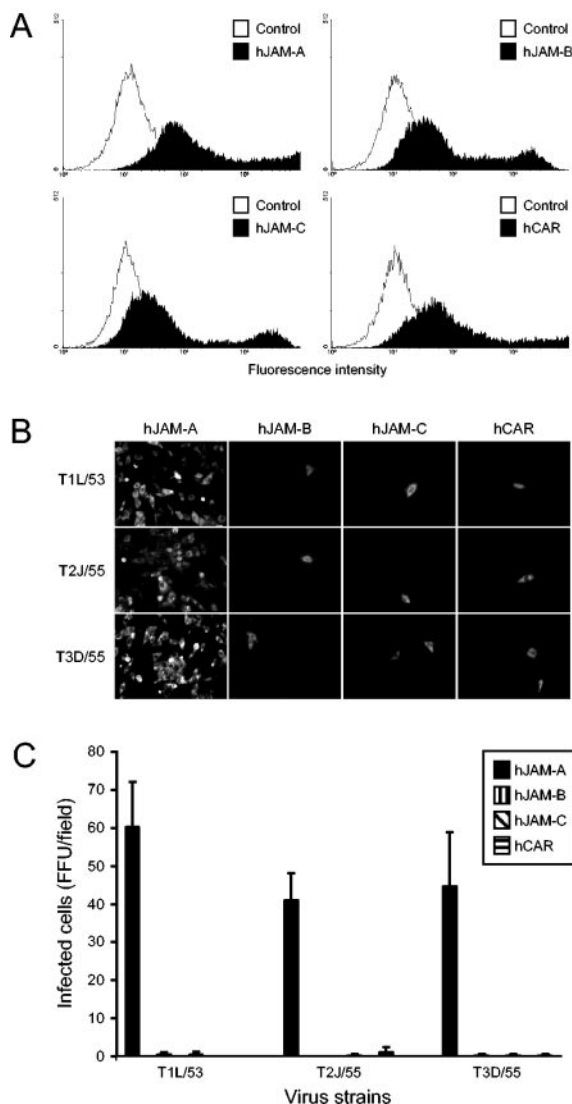 A
Control
hJAM-A
Control
hJAM-B
Control
hJAM-C
Control
hCAR
Fluorescence intensity
B
hJAM-A hJAM-B hJAM-C hCAR
T1L/53
T2J/55
T3D/55
C
80
70
60
50
40
30
20
10
0
Infected cells (FFU/field)
hJAM-A
hJAM-B
hJAM-C
hCAR
T1L/53 T2J/55 T3D/55
Virus strains